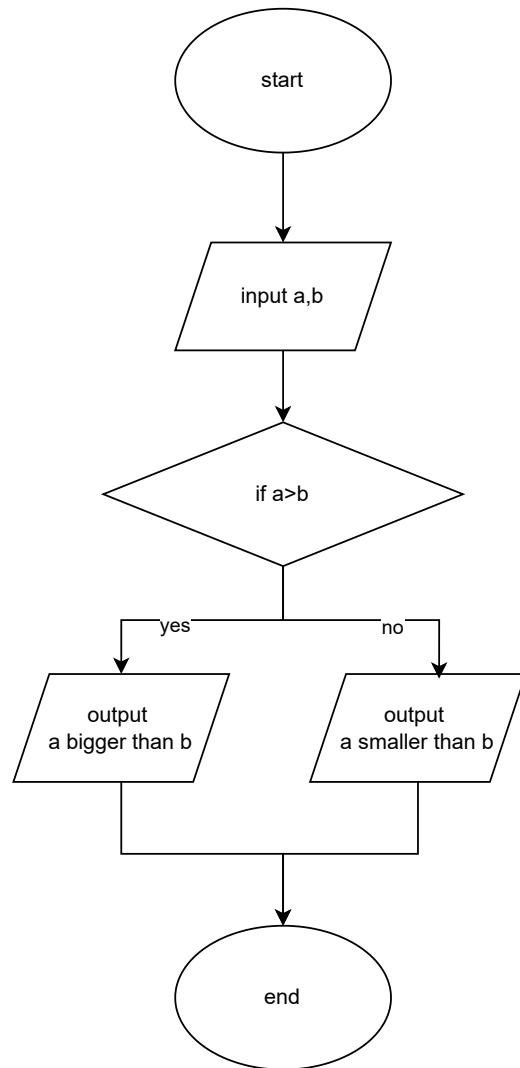 start
input a,b
if a>b
yes
no
output
a bigger than b
output
a smaller than b
end